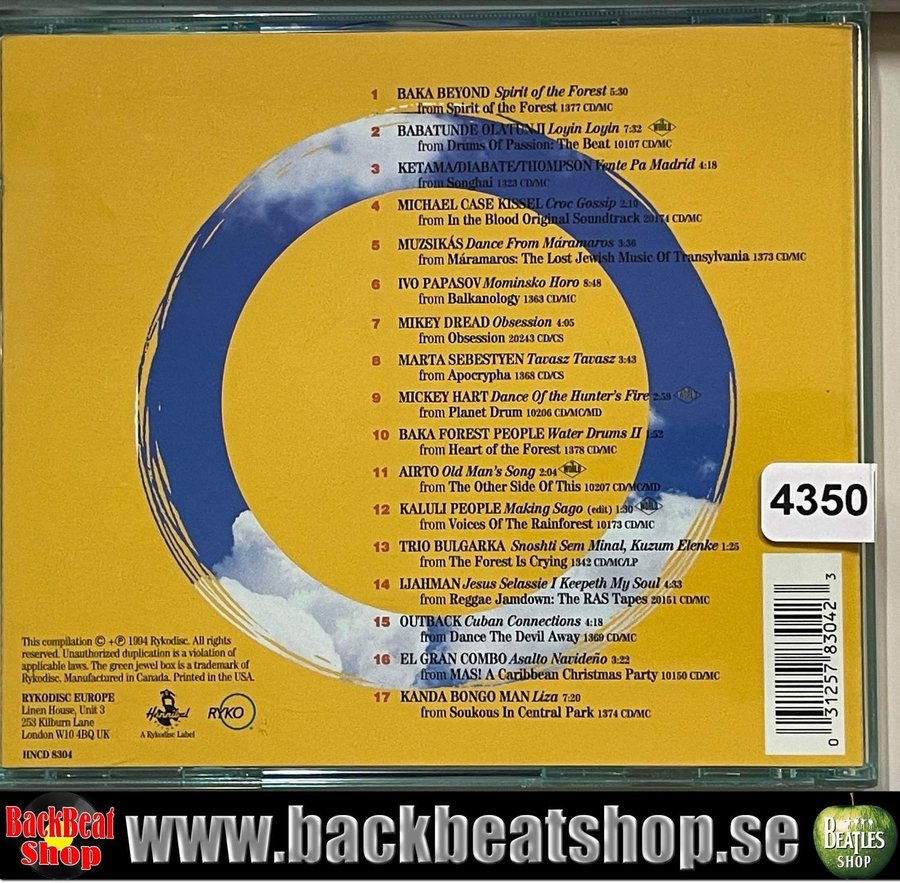 1 BAKA BEYOND Spirit of the Forest 5:30
from Spirit of the Forest 1377 CD/MC
2 BABATUNDE OLATUNJI Loyin Loyin 7:32 WORLD
from Drums Of Passion: The Beat 10107 CD/MC
3 KETAMA/DIABATE/THOMPSON Vente Pa Madrid 4:18
from Songhai 1323 CD/MC
4 MICHAEL CASE KISSEL Croc Gossip 2:10
from In the Blood Original Soundtrack 20174 CD/MC
5 MUZSIKÁS Dance From Máramaros 3:36
from Máramaros: The Lost Jewish Music Of Transylvania 1373 CD/MC
6 IVO PAPASOV Mominsko Horo 8:48
from Balkanology 1363 CD/MC
7 MIKEY DREAD Obsession 4:05
from Obsession 20243 CD/CS
8 MARTA SEBESTYEN Tavasz Tavasz 3:43
from Apocrypha 1368 CD/CS
9 MICKEY HART Dance Of the Hunter's Fire 2:59 WORLD
from Planet Drum 10206 CD/MC/MD
10 BAKA FOREST PEOPLE Water Drums II 1:52
from Heart of the Forest 1378 CD/MC
11 AIRTO Old Man's Song 2:04 WORLD
from The Other Side Of This 10207 CD/MC/MD
12 KALULI PEOPLE Making Sago (edit) 1:30 WORLD
from Voices Of The Rainforest 10173 CD/MC
13 TRIO BULGARKA Snoshti Sem Minal, Kuzum Elenke 1:25
from The Forest Is Crying 1342 CD/MC/LP
14 IJAHMAN Jesus Selassie I Keepeth My Soul 4:33
from Reggae Jamdown: The RAS Tapes 20151 CD/MC
15 OUTBACK Cuban Connections 4:18
from Dance The Devil Away 1369 CD/MC
16 EL GRAN COMBO Asalto Navideño 3:22
from MAS! A Caribbean Christmas Party 10150 CD/MC
17 KANDA BONGO MAN Liza 7:20
from Soukous In Central Park 1374 CD/MC
4350
0 31257 83042 3
This compilation © + ℗ 1994 Rykodisc. All rights
reserved. Unauthorized duplication is a violation of
applicable laws. The green jewel box is a trademark of
Rykodisc. Manufactured in Canada. Printed in the USA.
RYKODISC EUROPE
Linen House, Unit 3
253 Kilburn Lane
London W10 4BQ UK
HNCD 8304
Hannibal
A Rykodisc Label
RYKO
BackBeat
Shop
www.backbeatshop.se
BEATLES
SHOP